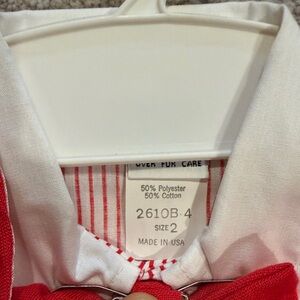 OVER FOR CARE
50% Polyester
50% Cotton
2610B-4
SIZE 2
MADE IN USA